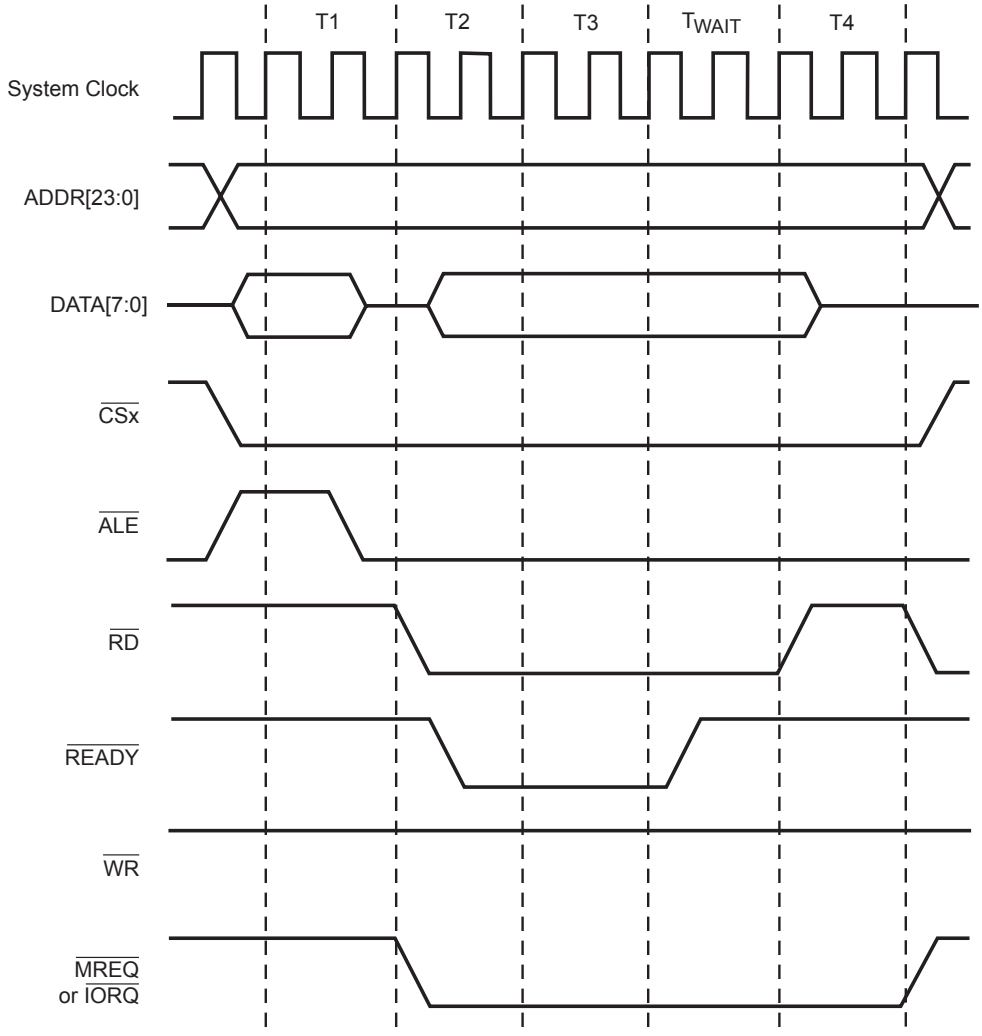 T1 T2 T3 TWAIT T4
System Clock
ADDR[23:0]
DATA[7:0]
CSx
ALE
RD
READY
WR
MREQ
or IORQ